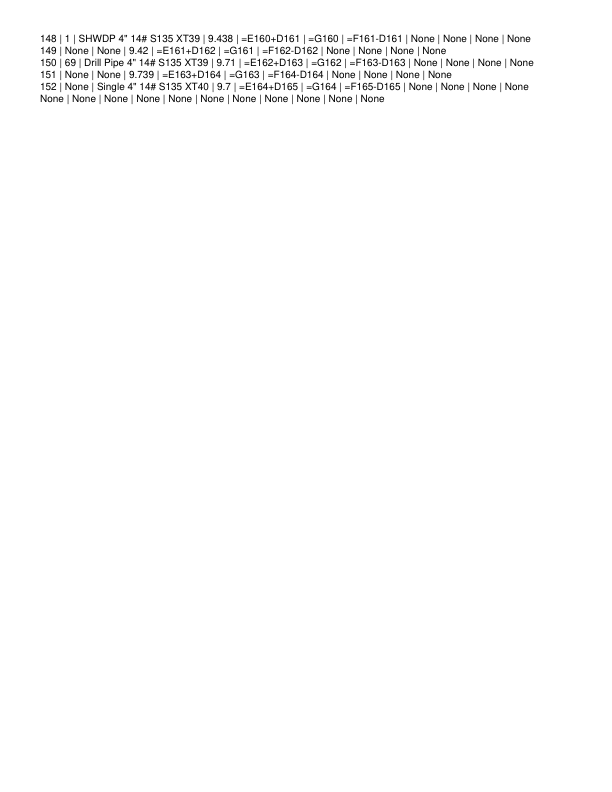 148 | 1 | SHWDP 4" 14# S135 XT39 | 9.438 | =E160+D161 | =G160 | =F161-D161 | None | None | None | None
149 | None | None | 9.42 | =E161+D162 | =G161 | =F162-D162 | None | None | None | None
150 | 69 | Drill Pipe 4" 14# S135 XT39 | 9.71 | =E162+D163 | =G162 | =F163-D163 | None | None | None | None
151 | None | None | 9.739 | =E163+D164 | =G163 | =F164-D164 | None | None | None | None
152 | None | Single 4" 14# S135 XT40 | 9.7 | =E164+D165 | =G164 | =F165-D165 | None | None | None | None
None | None | None | None | None | None | None | None | None | None | None